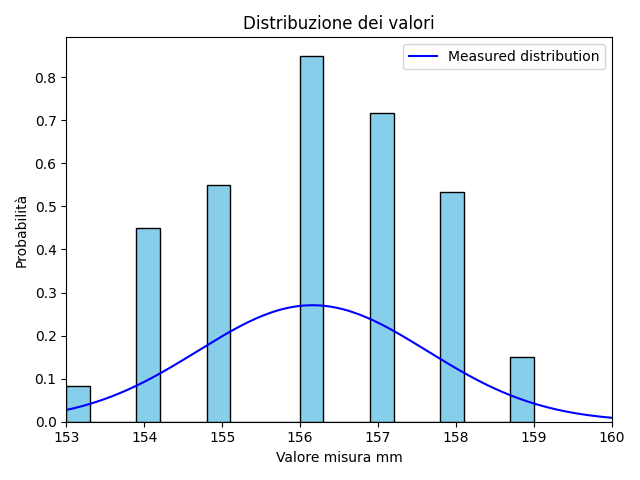 Distribuzione dei valori
Measured distribution
Probabilità
0.8
0.7
0.6
0.5
0.4
0.3
0.2
0.1
0.0
153 154 155 156 157 158 159 160
Valore misura mm